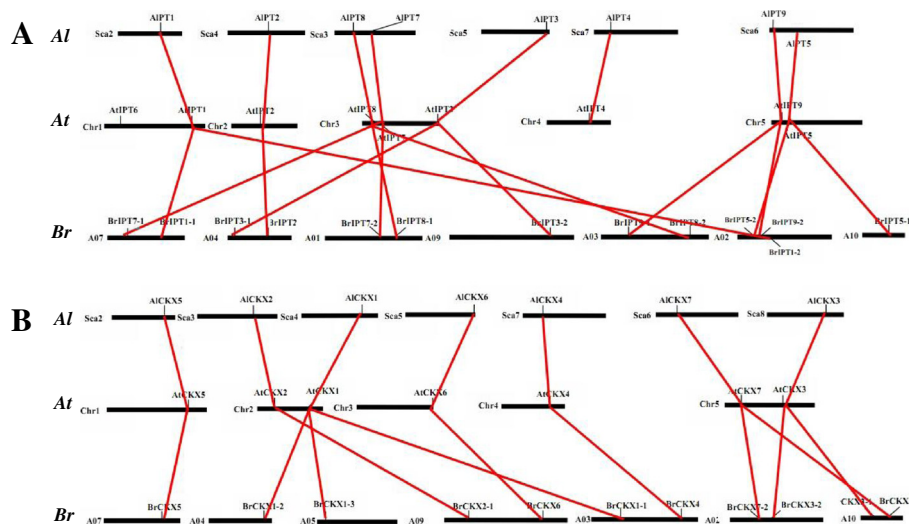 A
AlPT1 AlPT2 AlPT8 AlPT7 AlPT3 AlPT4 AlPT9
Al Sca2 Sca4 Sca3 Sca5 Sca7 Sca6
AlPT5
AtIPT6 AtIPT1 AtIPT2 AtIPT8 AtIPT4 AtIPT9
At Chr1 Chr2 Chr3 Chr4 Chr5
AtIPT5
BrIPT7-1 BrIPT1-1 BrIPT3-1 BrIPT2 BrIPT7-2 BrIPT8-1 BrIPT3-2 BrIPT8-2 BrIPT5-2 BrIPT9-2 BrIPT5-1
Br A07 A04 A01 A09 A03 A02 A10
BrIPT1-2
B
AlCKX5 AlCKX2 AlCKX1 AlCKX6 AlCKX4 AlCKX7 AlCKX3
Al Sca2 Sca3 Sca4 Sca5 Sca7 Sca6 Sca8
AtCKX5 AtCKX2 AtCKX1 AtCKX6 AtCKX4 AtCKX7 AtCKX3
At Chr1 Chr2 Chr3 Chr4 Chr5
BrCKX5 BrCKX1-2 BrCKX1-3 BrCKX2-1 BrCKX6 BrCKX1-1 BrCKX4 BrCKX7-2 BrCKX3-2
Br A07 A04 A05 A09 A03 A10